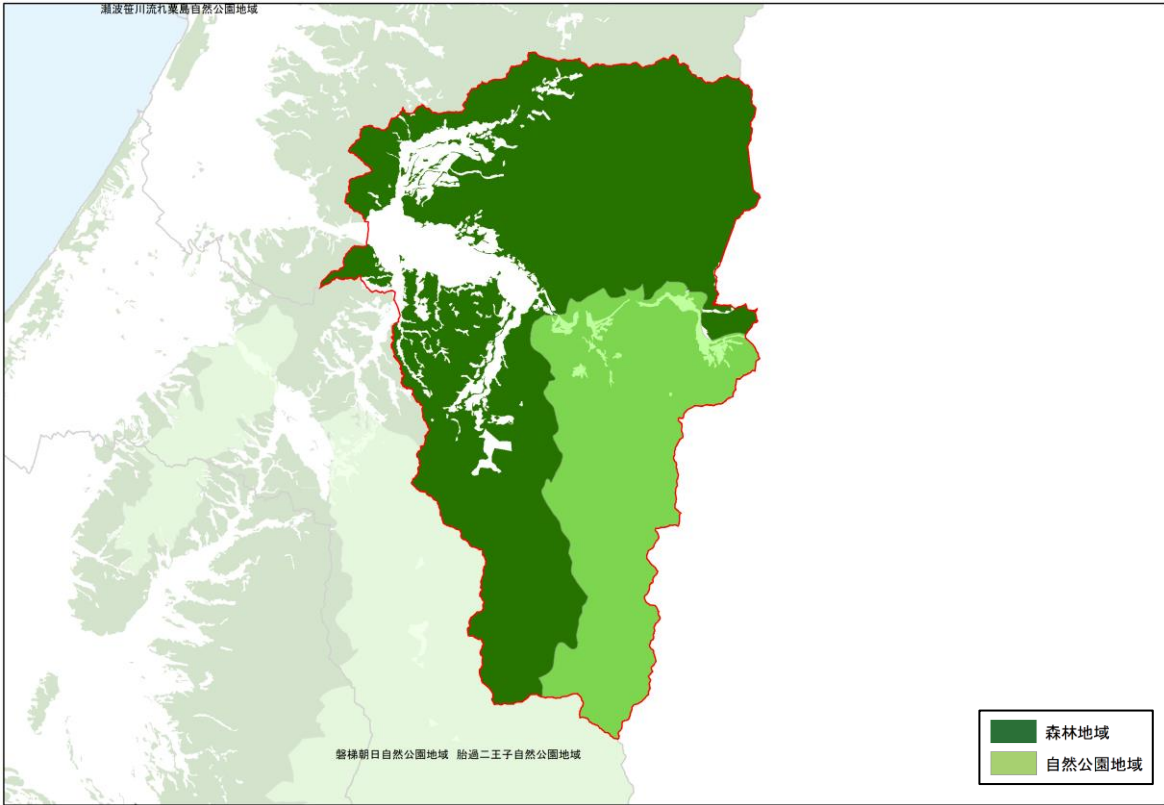 瀬波笹川流れ粟島自然公園地域
磐梯朝日自然公園地域 胎過二王子自然公園地域
森林地域
自然公園地域